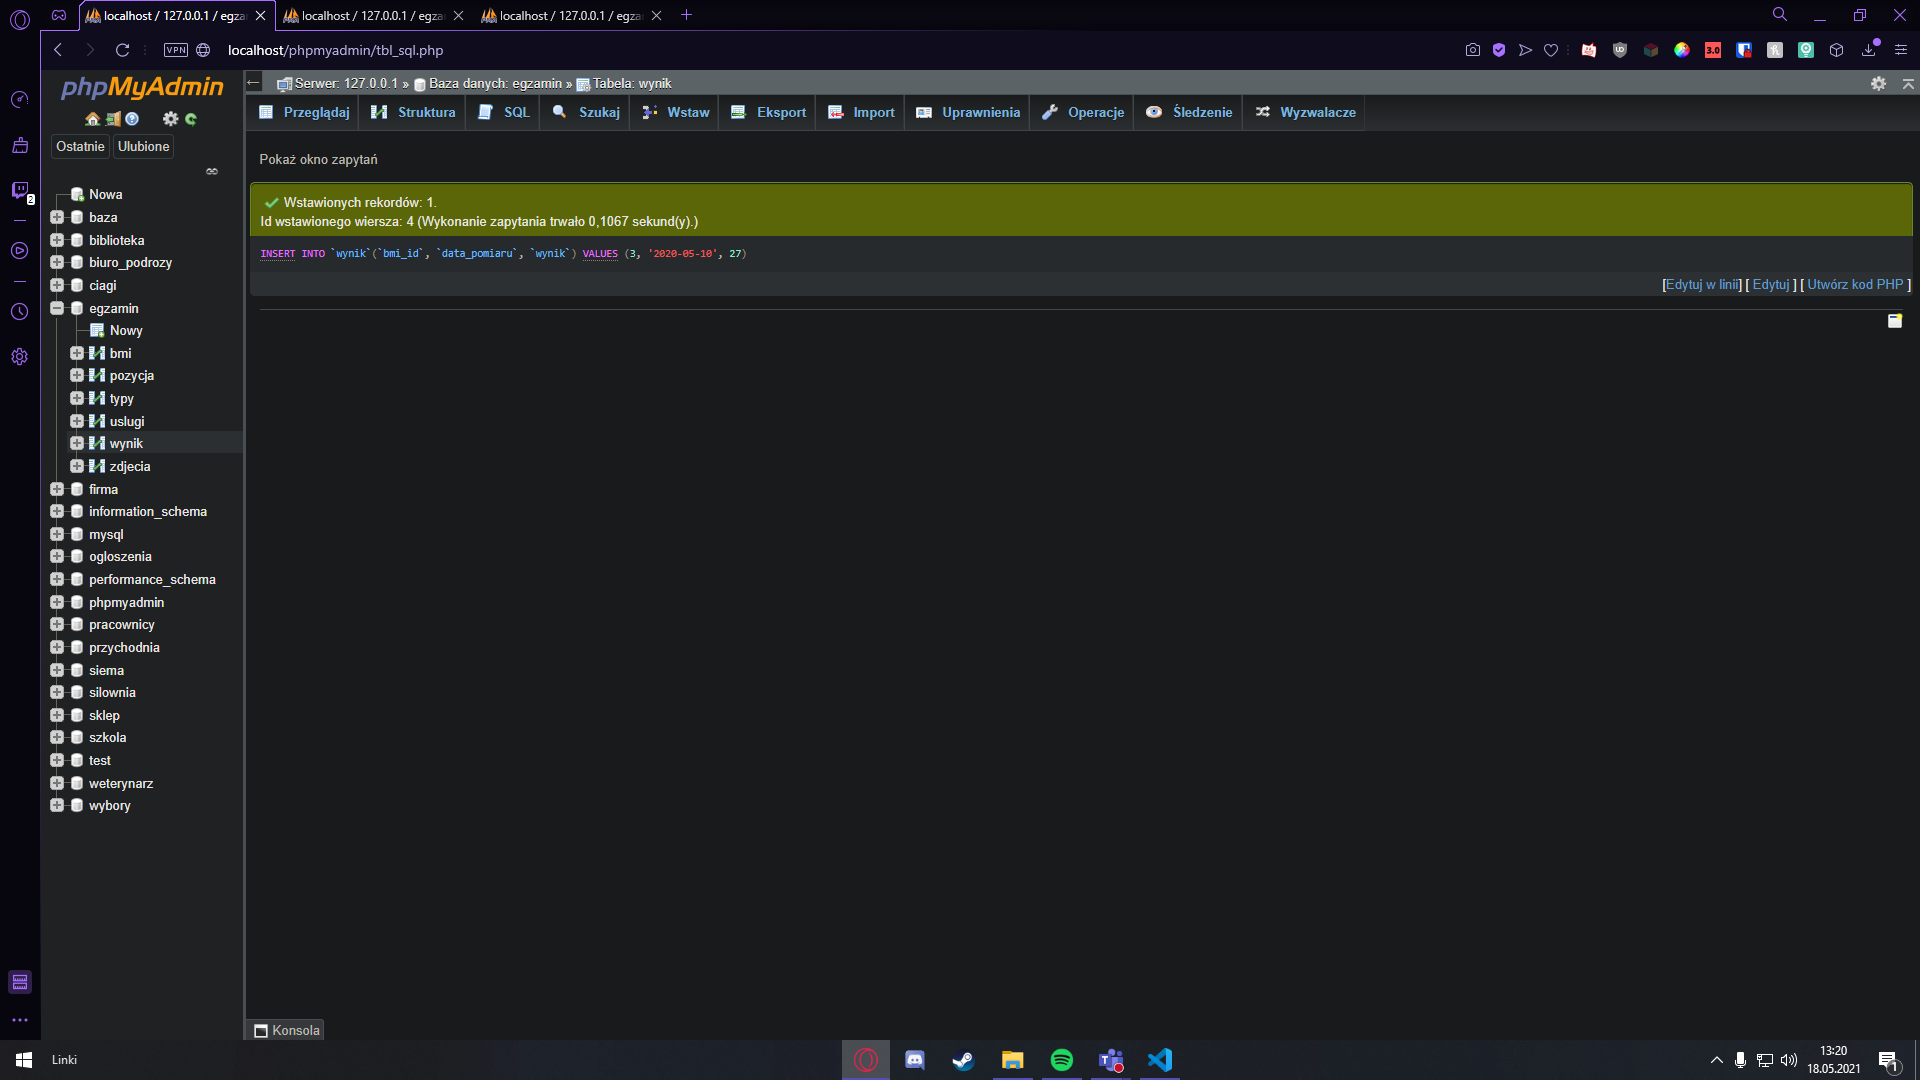 localhost / 127.0.0.1 / egza
localhost / 127.0.0.1 / egza
localhost / 127.0.0.1 / egza
VPN
localhost/phpmyadmin/tbl_sql.php
3.0
2
phpMyAdmin
Ostatnie
Ulubione
Nowa
baza
biblioteka
biuro_podrozy
ciagi
egzamin
Nowy
bmi
pozycja
typy
uslugi
wynik
zdjecia
firma
information_schema
mysql
ogloszenia
performance_schema
phpmyadmin
pracownicy
przychodnia
siema
silownia
sklep
szkola
test
weterynarz
wybory
Serwer: 127.0.0.1 » Baza danych: egzamin » Tabela: wynik
Przeglądaj
Struktura
SQL
Szukaj
Wstaw
Eksport
Import
Uprawnienia
Operacje
Śledzenie
Wyzwalacze
Pokaż okno zapytań
Wstawionych rekordów: 1.
Id wstawionego wiersza: 4 (Wykonanie zapytania trwało 0,1067 sekund(y).)
INSERT INTO `wynik`(`bmi_id`, `data_pomiaru`, `wynik`) VALUES (3, '2020-05-10', 27)
[Edytuj w linii] [ Edytuj ] [ Utwórz kod PHP ]
Konsola
Linki
13:20
18.05.2021
1